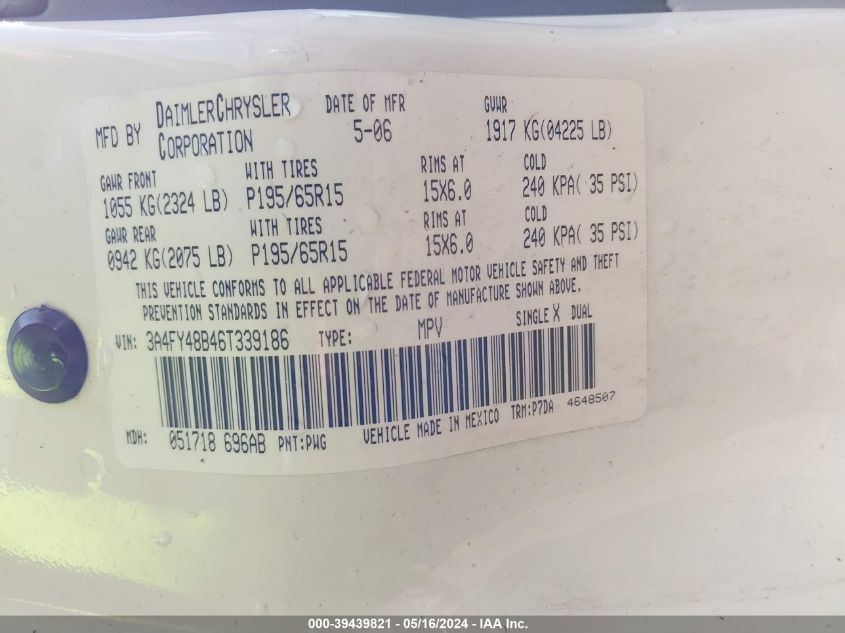 MFD BY DAIMLERCHRYSLER CORPORATION DATE OF MFR 5-06 GVWR 1917 KG(04225 LB)
GAWR FRONT WITH TIRES RIMS AT COLD
1055 KG(2324 LB) P195/65R15 15X6.0 240 KPA( 35 PSI)
GAWR REAR WITH TIRES RIMS AT COLD
0942 KG(2075 LB) P195/65R15 15X6.0 240 KPA( 35 PSI)
THIS VEHICLE CONFORMS TO ALL APPLICABLE FEDERAL MOTOR VEHICLE SAFETY AND THEFT
PREVENTION STANDARDS IN EFFECT ON THE DATE OF MANUFACTURE SHOWN ABOVE.
VIN: 3A4FY48B46T339186 TYPE: MPV SINGLE X DUAL
MDH: 051718 696AB PNT:PWG VEHICLE MADE IN MEXICO TRM:P7DA 4648507
000-39439821 - 05/16/2024 - IAA Inc.